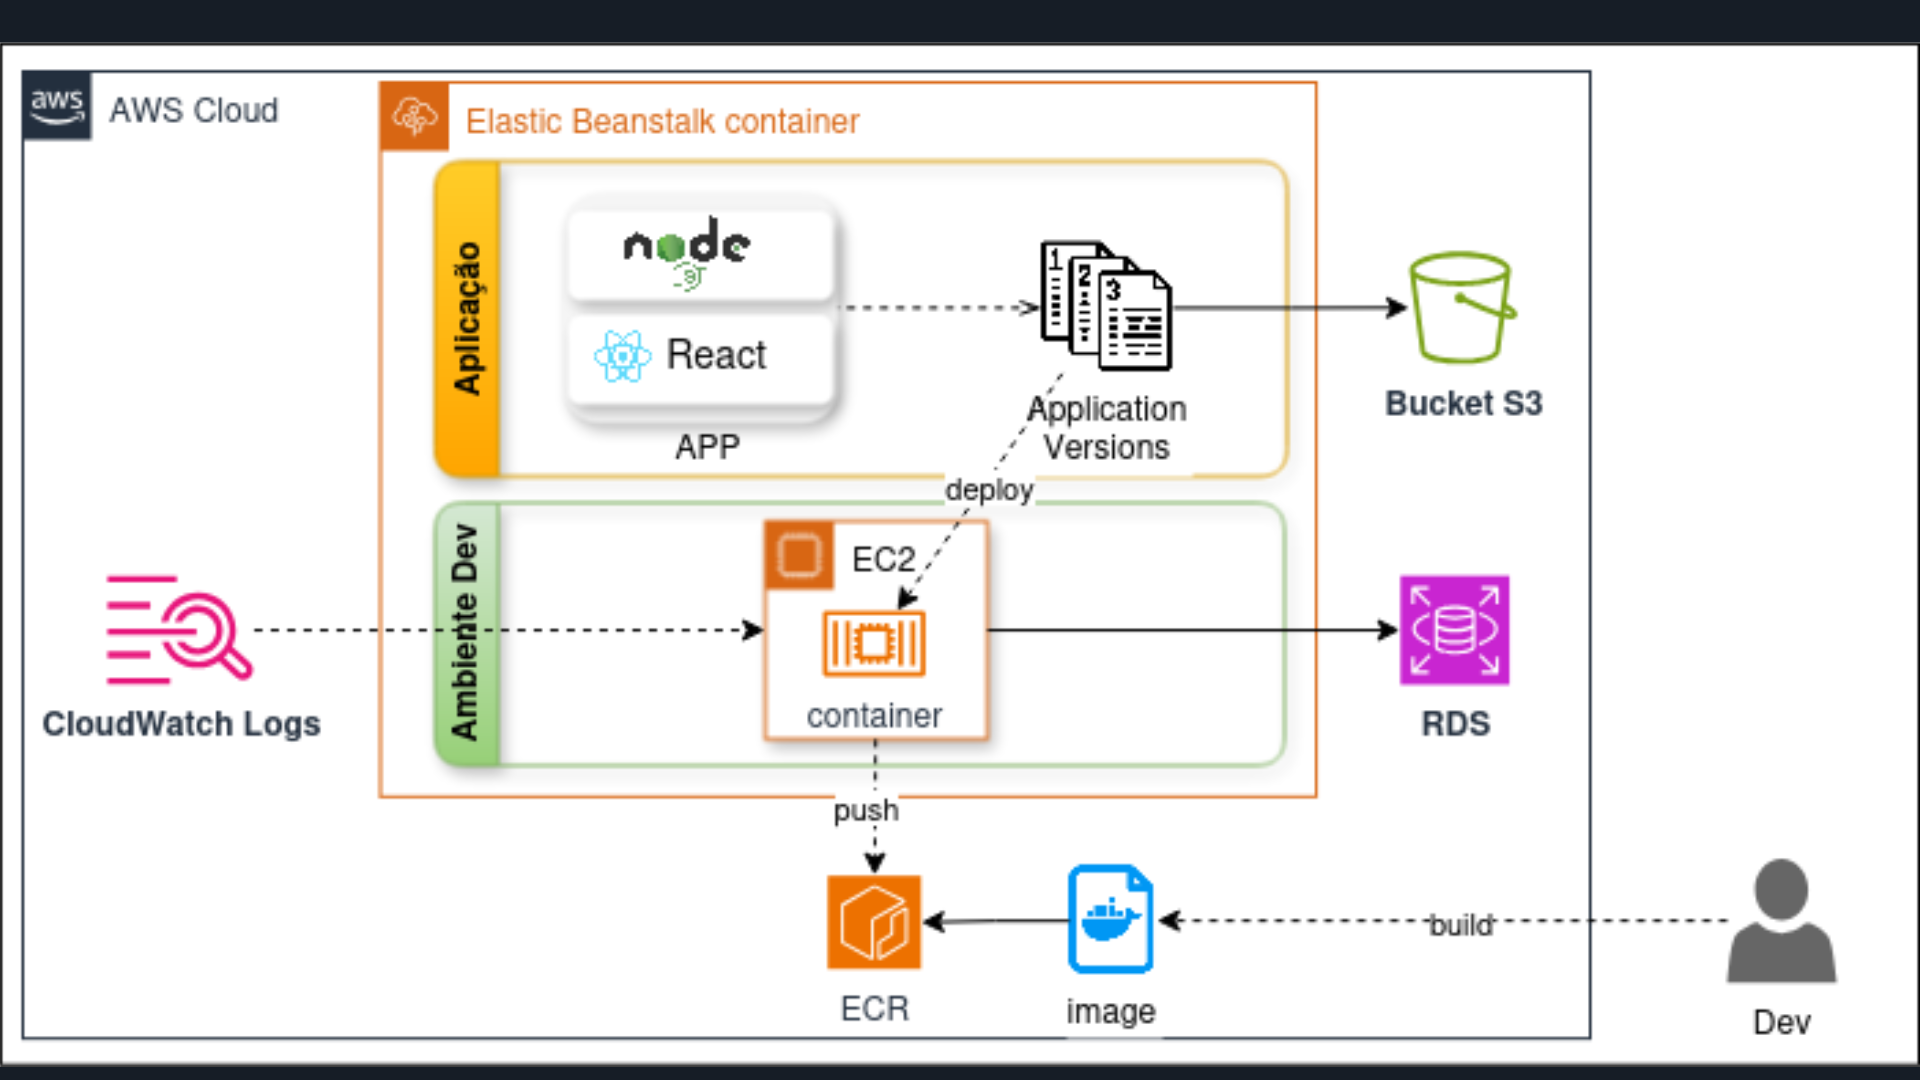 aws
AWS Cloud
Elastic Beanstalk container
Aplicação
node
React
APP
1
2
3
Application
Versions
Bucket S3
deploy
Ambiente Dev
EC2
container
CloudWatch Logs
RDS
push
ECR
image
build
Dev